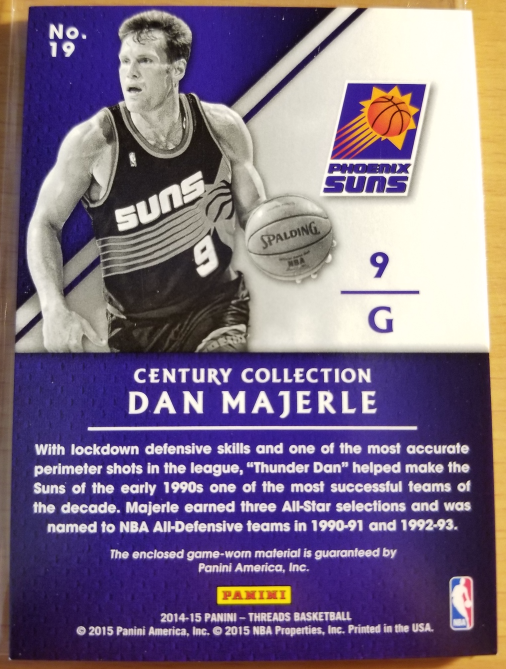 No.
19
SUNS
9
SPALDING
NBA
PHOENIX
SUNS
9
G
CENTURY COLLECTION
DAN MAJERLE
With lockdown defensive skills and one of the most accurate
perimeter shots in the league, “Thunder Dan” helped make the
Suns of the early 1990s one of the most successful teams of
the decade. Majerle earned three All-Star selections and was
named to NBA All-Defensive teams in 1990-91 and 1992-93.
The enclosed game-worn material is guaranteed by
Panini America, Inc.
PANINI
2014-15 PANINI – THREADS BASKETBALL
© 2015 Panini America, Inc. © 2015 NBA Properties, Inc. Printed in the USA.
NBA